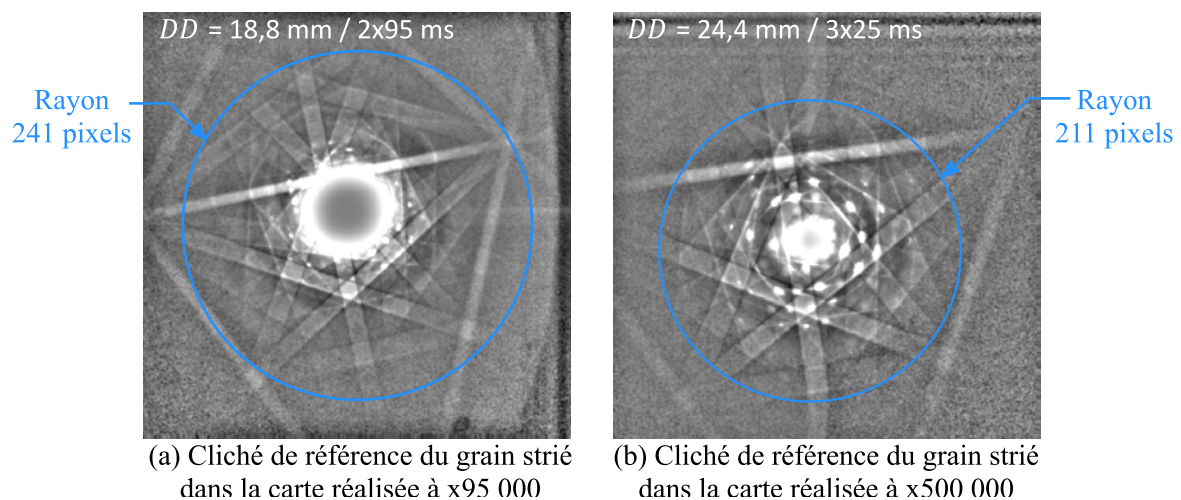 DD = 18,8 mm / 2x95 ms
DD = 24,4 mm / 3x25 ms
Rayon
241 pixels
Rayon
211 pixels
(a) Cliché de référence du grain strié
dans la carte réalisée à x95 000
(b) Cliché de référence du grain strié
dans la carte réalisée à x500 000